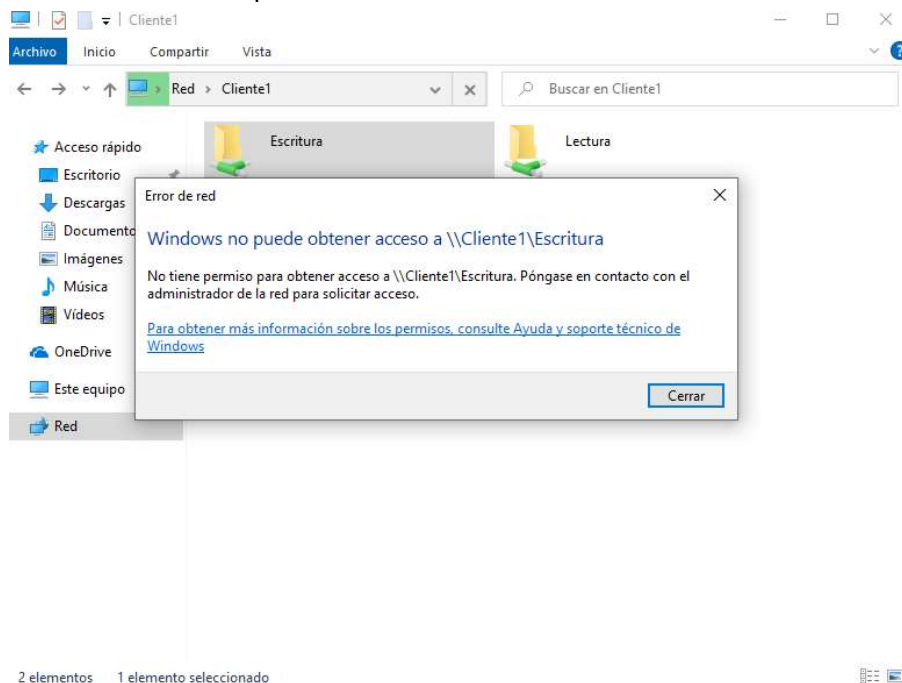 Cliente1
Archivo Inicio Compartir Vista
Red > Cliente1
Buscar en Cliente1
Acceso rápido
Escritorio
Descargas
Documento
Imágenes
Música
Vídeos
OneDrive
Este equipo
Red
Escritura
Lectura
Error de red
Windows no puede obtener acceso a \\Cliente1\Escritura
No tiene permiso para obtener acceso a \\Cliente1\Escritura. Póngase en contacto con el
administrador de la red para solicitar acceso.
Para obtener más información sobre los permisos, consulte Ayuda y soporte técnico de
Windows
Cerrar
2 elementos 1 elemento seleccionado